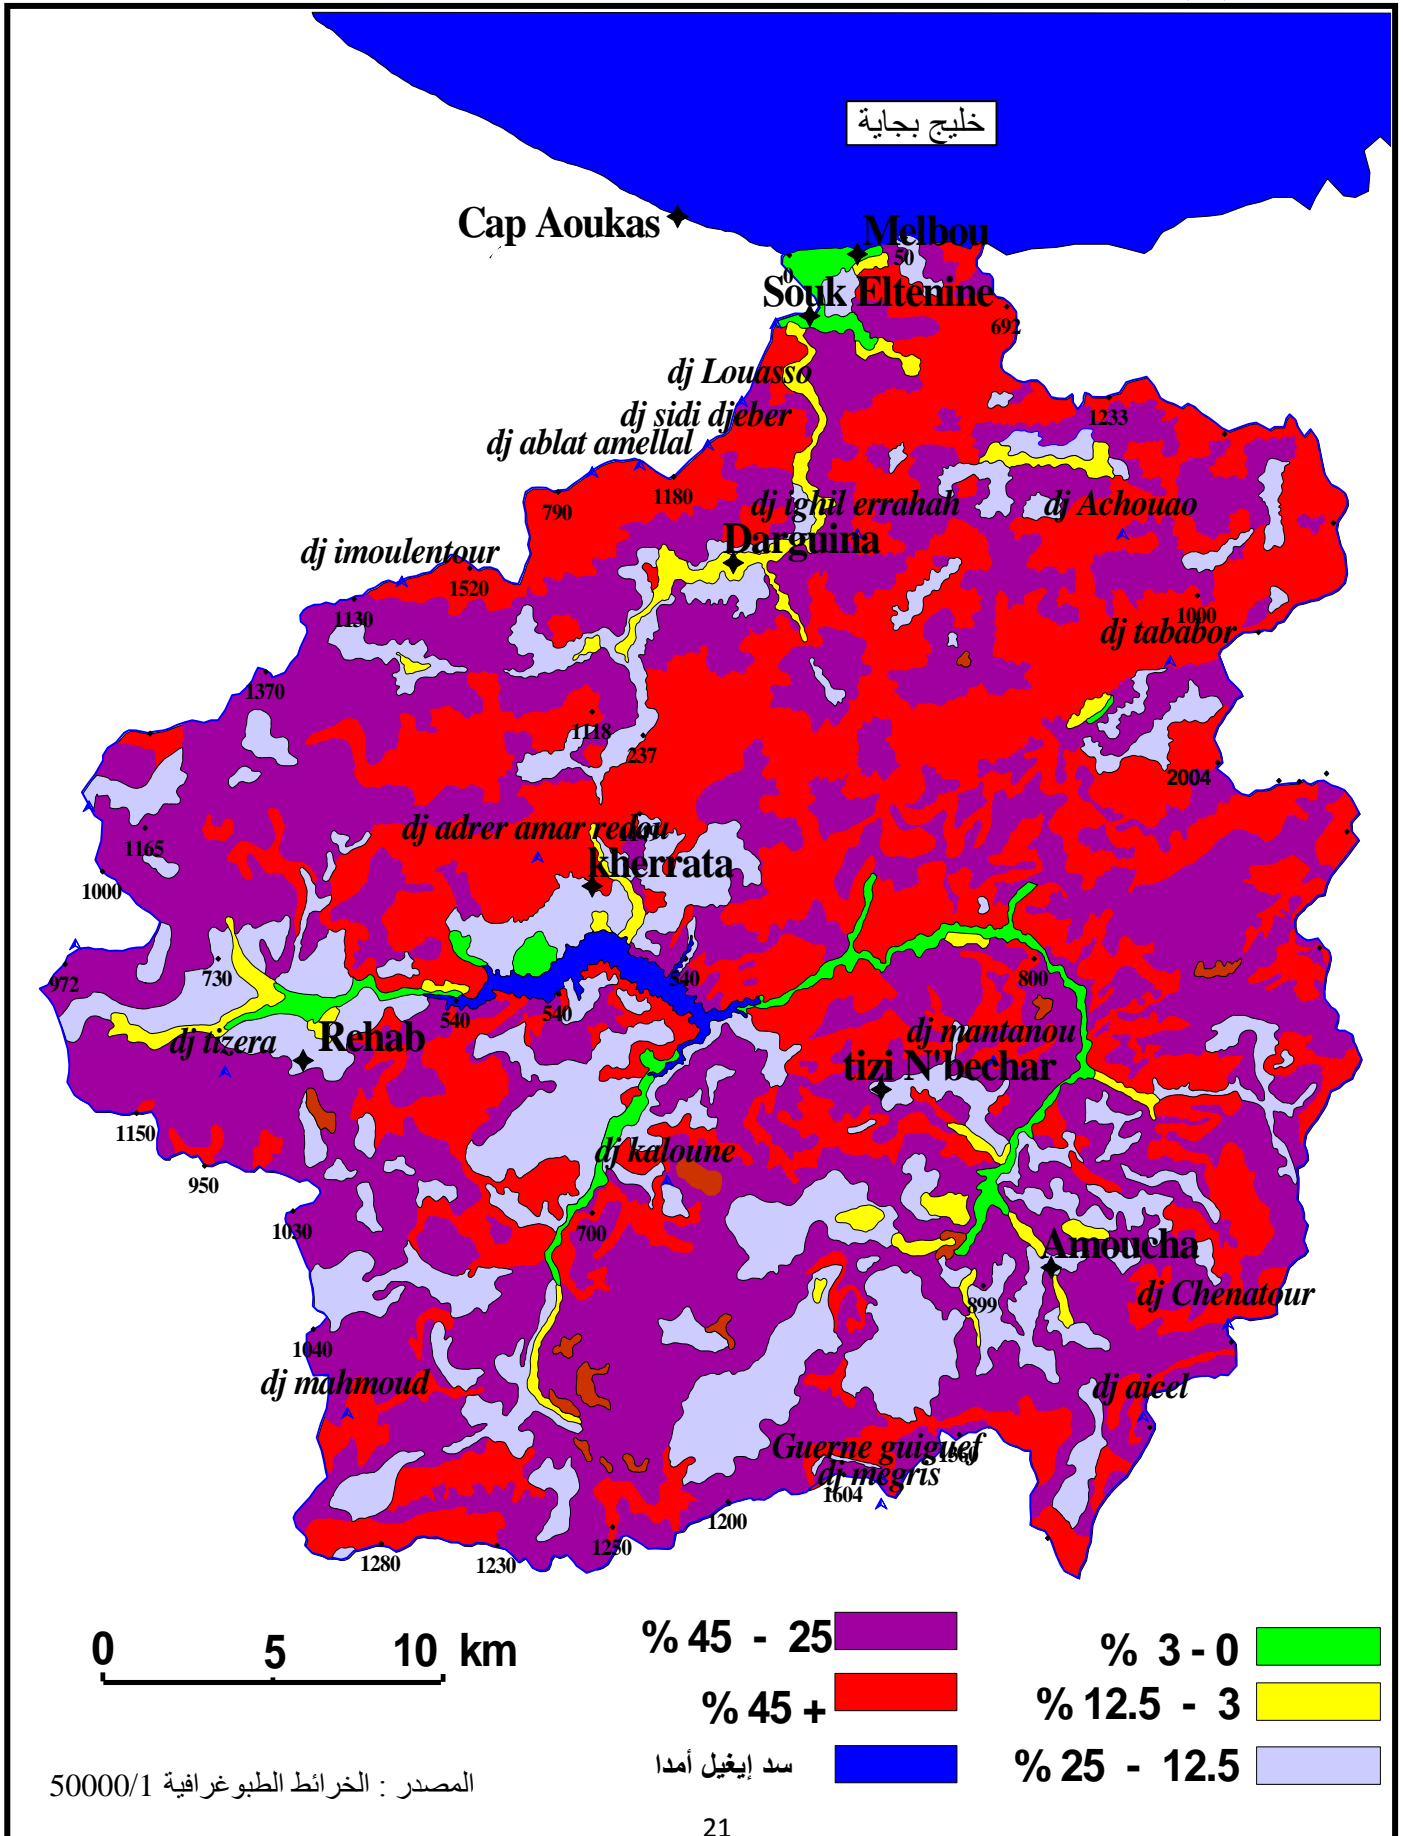 خليج بجاية
Cap Aoukas
Melbou
50
0
Souk Eltenine
692
dj Louasso
1233
dj sidi djeber
dj ablat amellal
1180
790
dj ighil errahah
dj Achouao
Darguina
dj imoulentour
1520
1130
1000
dj tababor
1370
1118
237
2004
dj adrer amar redou
1165
kherrata
1000
972
730
540
800
540
540
dj tizera
Rehab
dj mantanou
tizi N'bechar
1150
dj kaloune
950
1030
700
Amoucha
899
dj Chenatour
1040
dj mahmoud
dj aicel
Guerne guiguef
1360
dj megris
1604
1200
1250
1280
1230
0 5 10 km
% 45 - 25
% 3 - 0
% 45 +
% 12.5 - 3
سد إيغيل أمدا
% 25 - 12.5
المصدر : الخرائط الطبوغرافية 50000/1
21